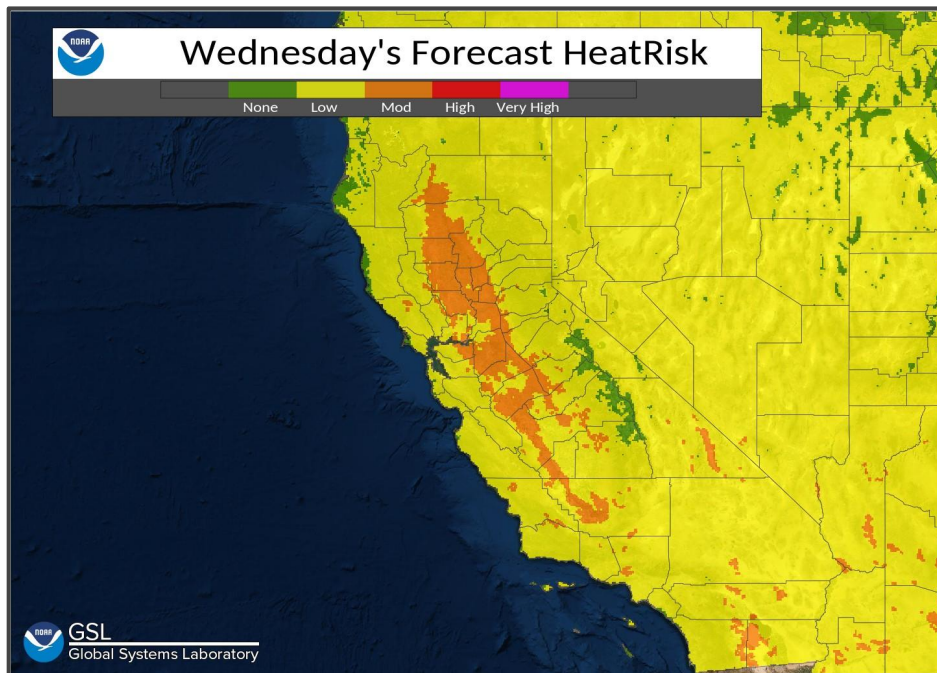 NOAA
Wednesday's Forecast HeatRisk
None Low Mod High Very High
NOAA
GSL
Global Systems Laboratory